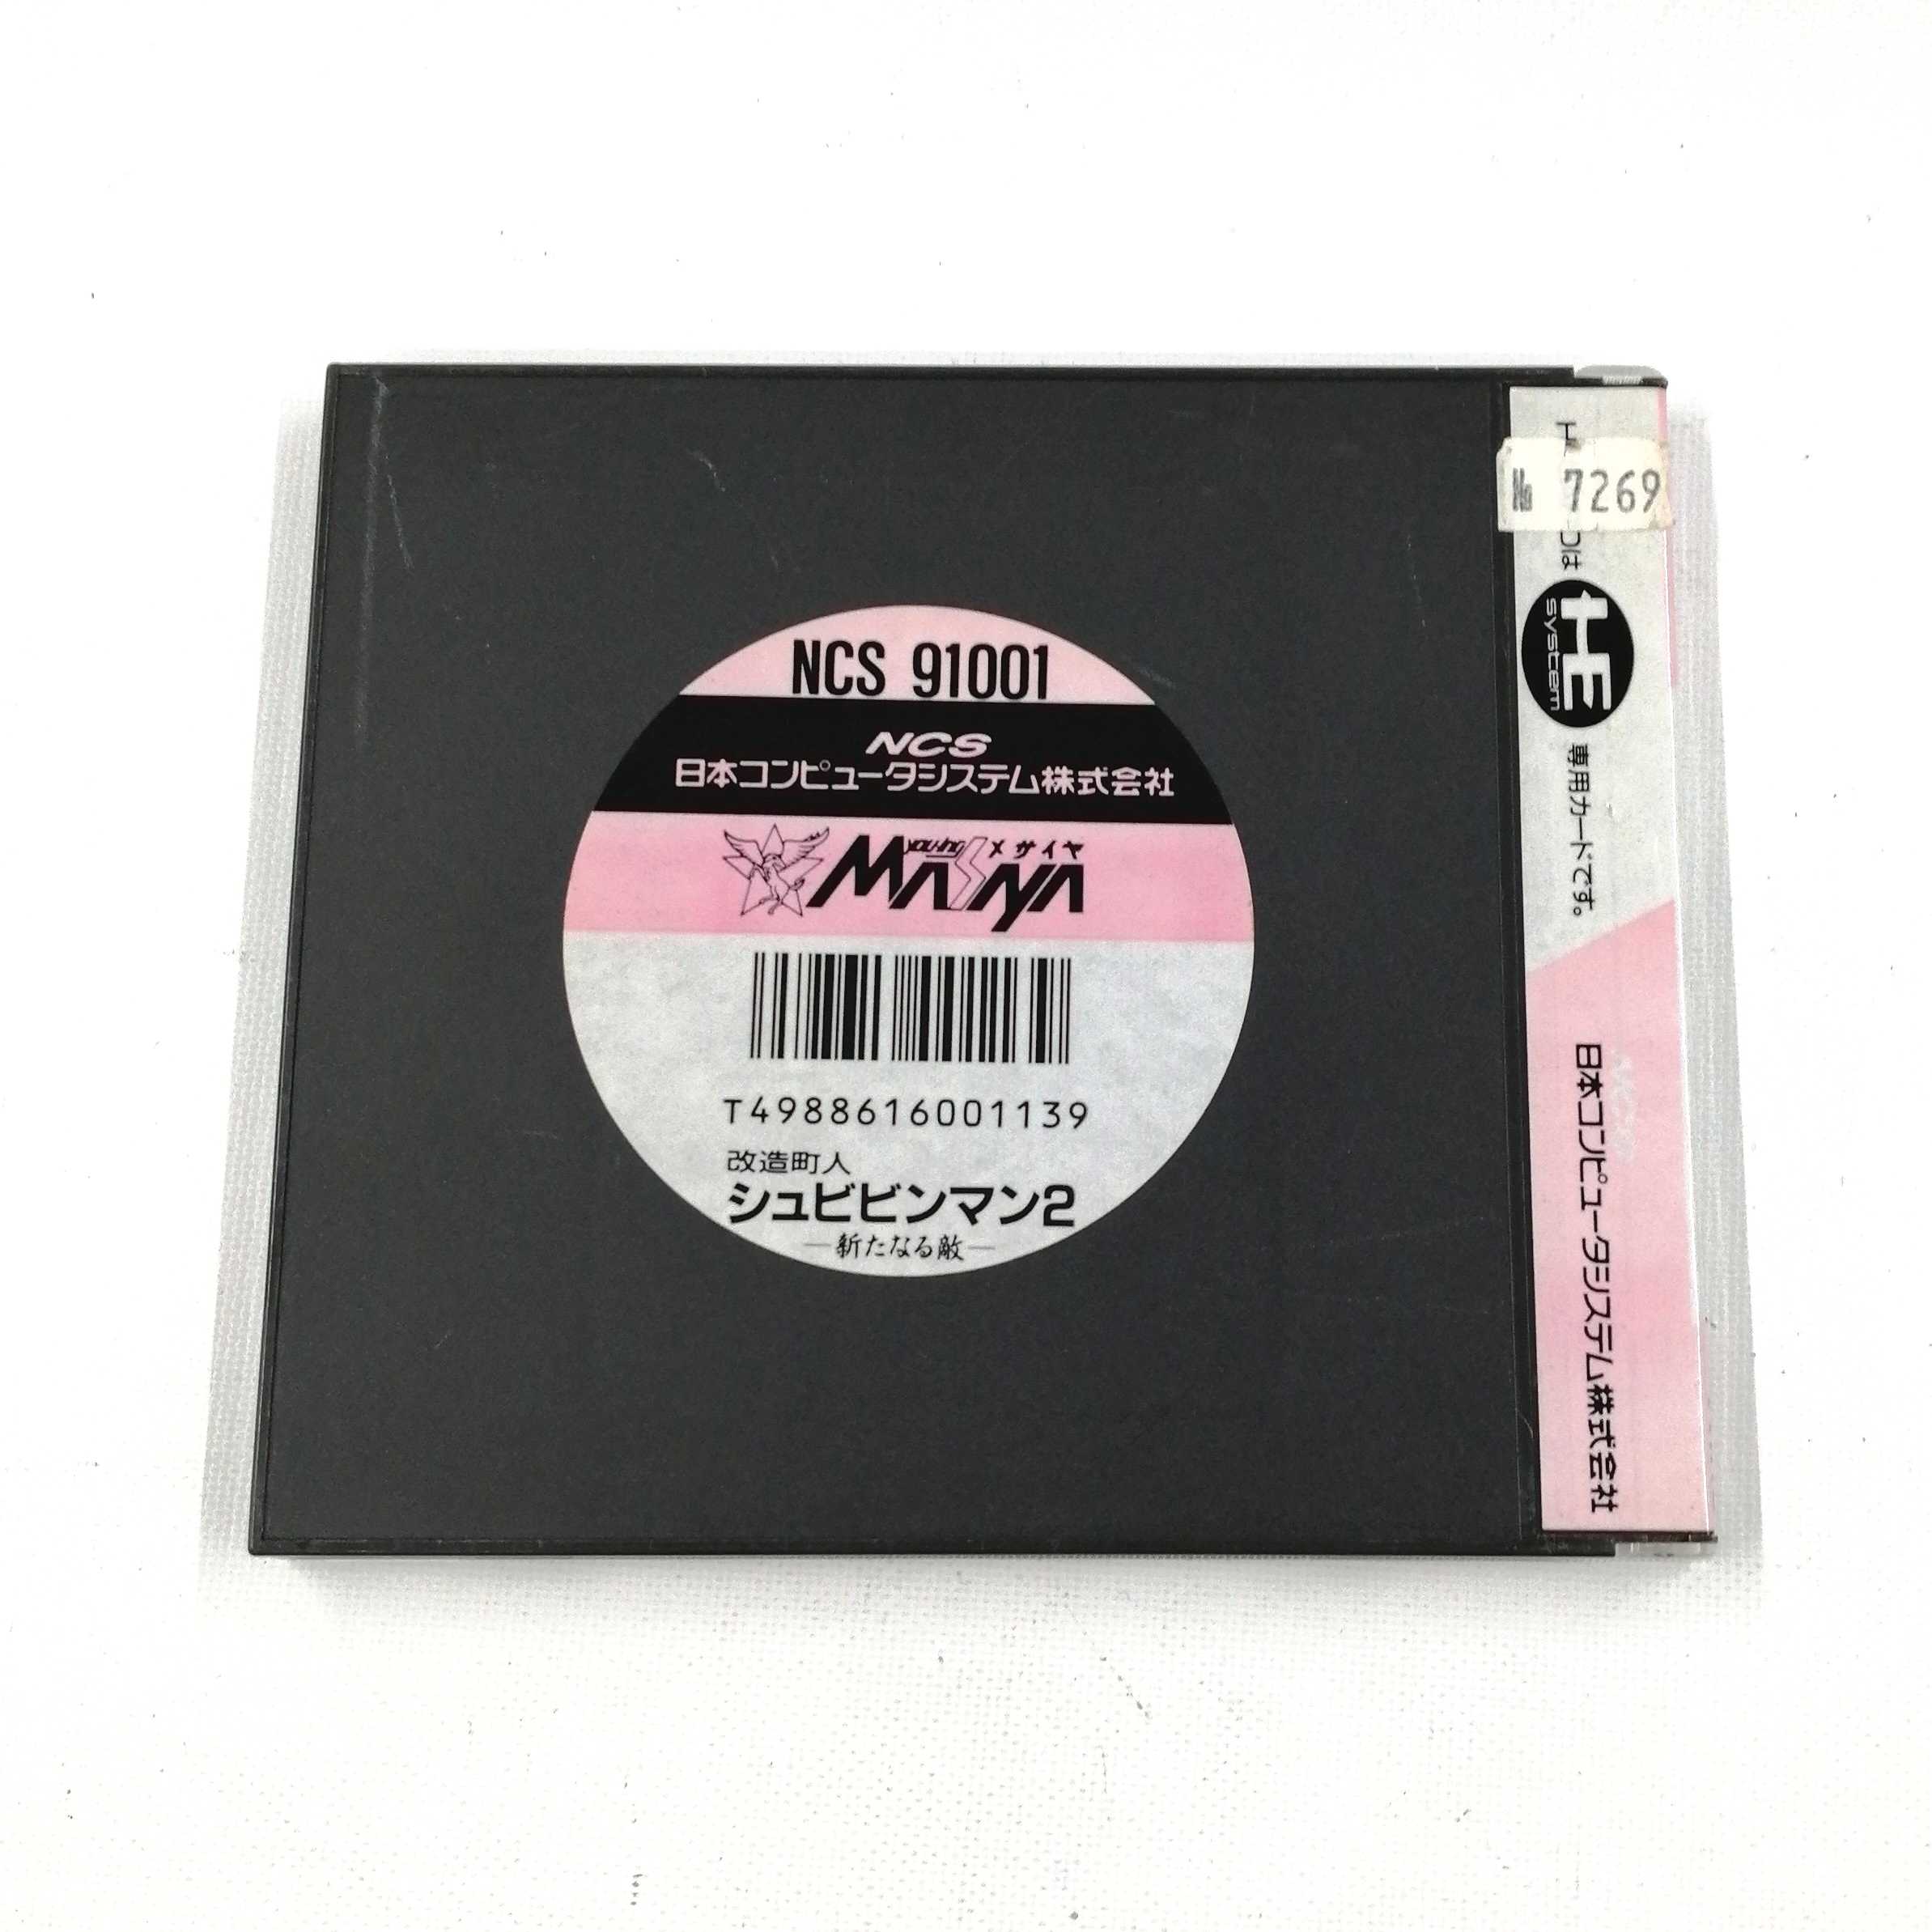 NCS 91001
NCS
日本コンピュータシステム株式会社
メサイヤ
MASAYA
T4988616001139
改造町人
シュビビンマン2
―新たなる敵―
№ 7269
は
HE
system
専用カードです。
日本コンピュータシステム株式会社